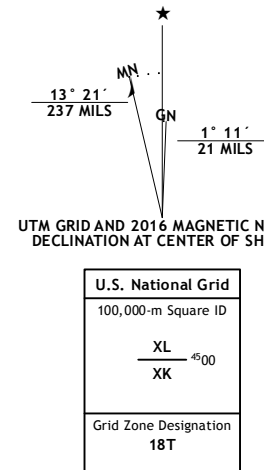 ★
MN
GN
13° 21´
237 MILS
1° 11´
21 MILS
UTM GRID AND 2016 MAGNETIC N
DECLINATION AT CENTER OF SH
U.S. National Grid
100,000-m Square ID
XL
4500
XK
Grid Zone Designation
18T